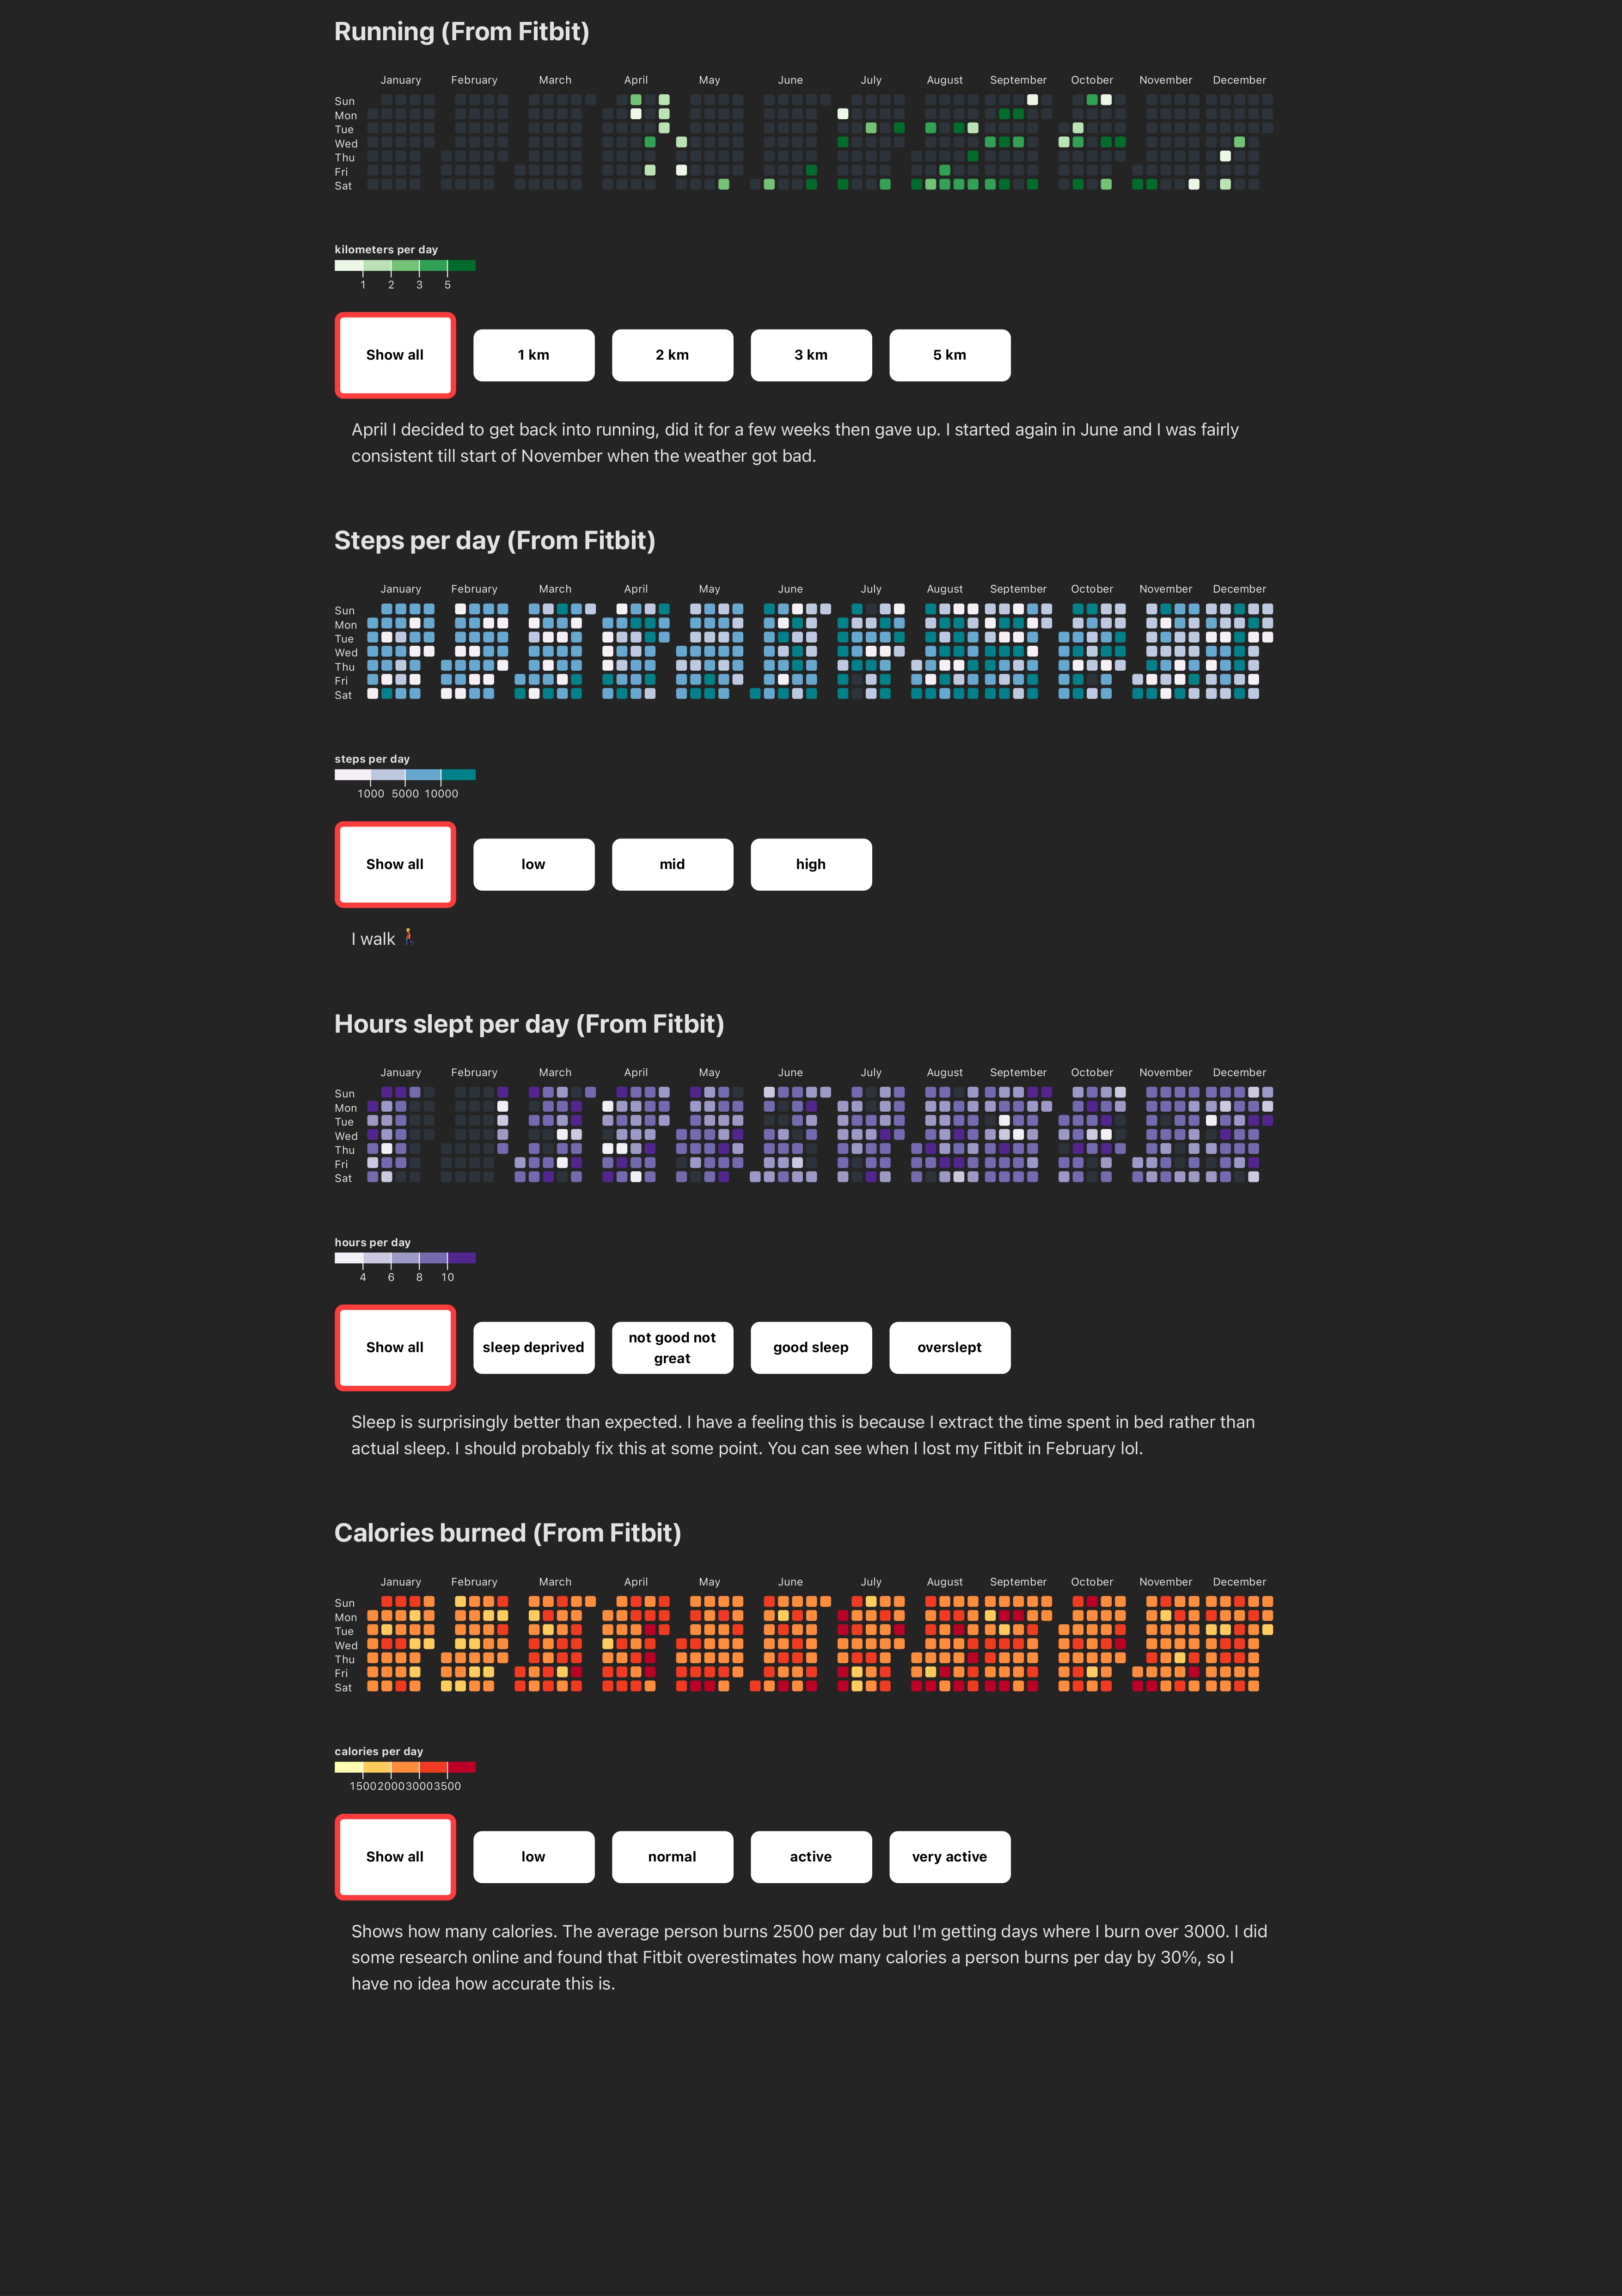 Running (From Fitbit)
January February March April May June July August September October November December
Sun
Mon
Tue
Wed
Thu
Fri
Sat
kilometers per day
1 2 3 5
Show all 1 km 2 km 3 km 5 km
April I decided to get back into running, did it for a few weeks then gave up. I started again in June and I was fairly
consistent till start of November when the weather got bad.
Steps per day (From Fitbit)
January February March April May June July August September October November December
Sun
Mon
Tue
Wed
Thu
Fri
Sat
steps per day
1000 5000 10000
Show all low mid high
I walk 🚶
Hours slept per day (From Fitbit)
January February March April May June July August September October November December
Sun
Mon
Tue
Wed
Thu
Fri
Sat
hours per day
4 6 8 10
Show all sleep deprived not good not great good sleep overslept
Sleep is surprisingly better than expected. I have a feeling this is because I extract the time spent in bed rather than
actual sleep. I should probably fix this at some point. You can see when I lost my Fitbit in February lol.
Calories burned (From Fitbit)
January February March April May June July August September October November December
Sun
Mon
Tue
Wed
Thu
Fri
Sat
calories per day
1500 2000 3000 3500
Show all low normal active very active
Shows how many calories. The average person burns 2500 per day but I'm getting days where I burn over 3000. I did
some research online and found that Fitbit overestimates how many calories a person burns per day by 30%, so I
have no idea how accurate this is.